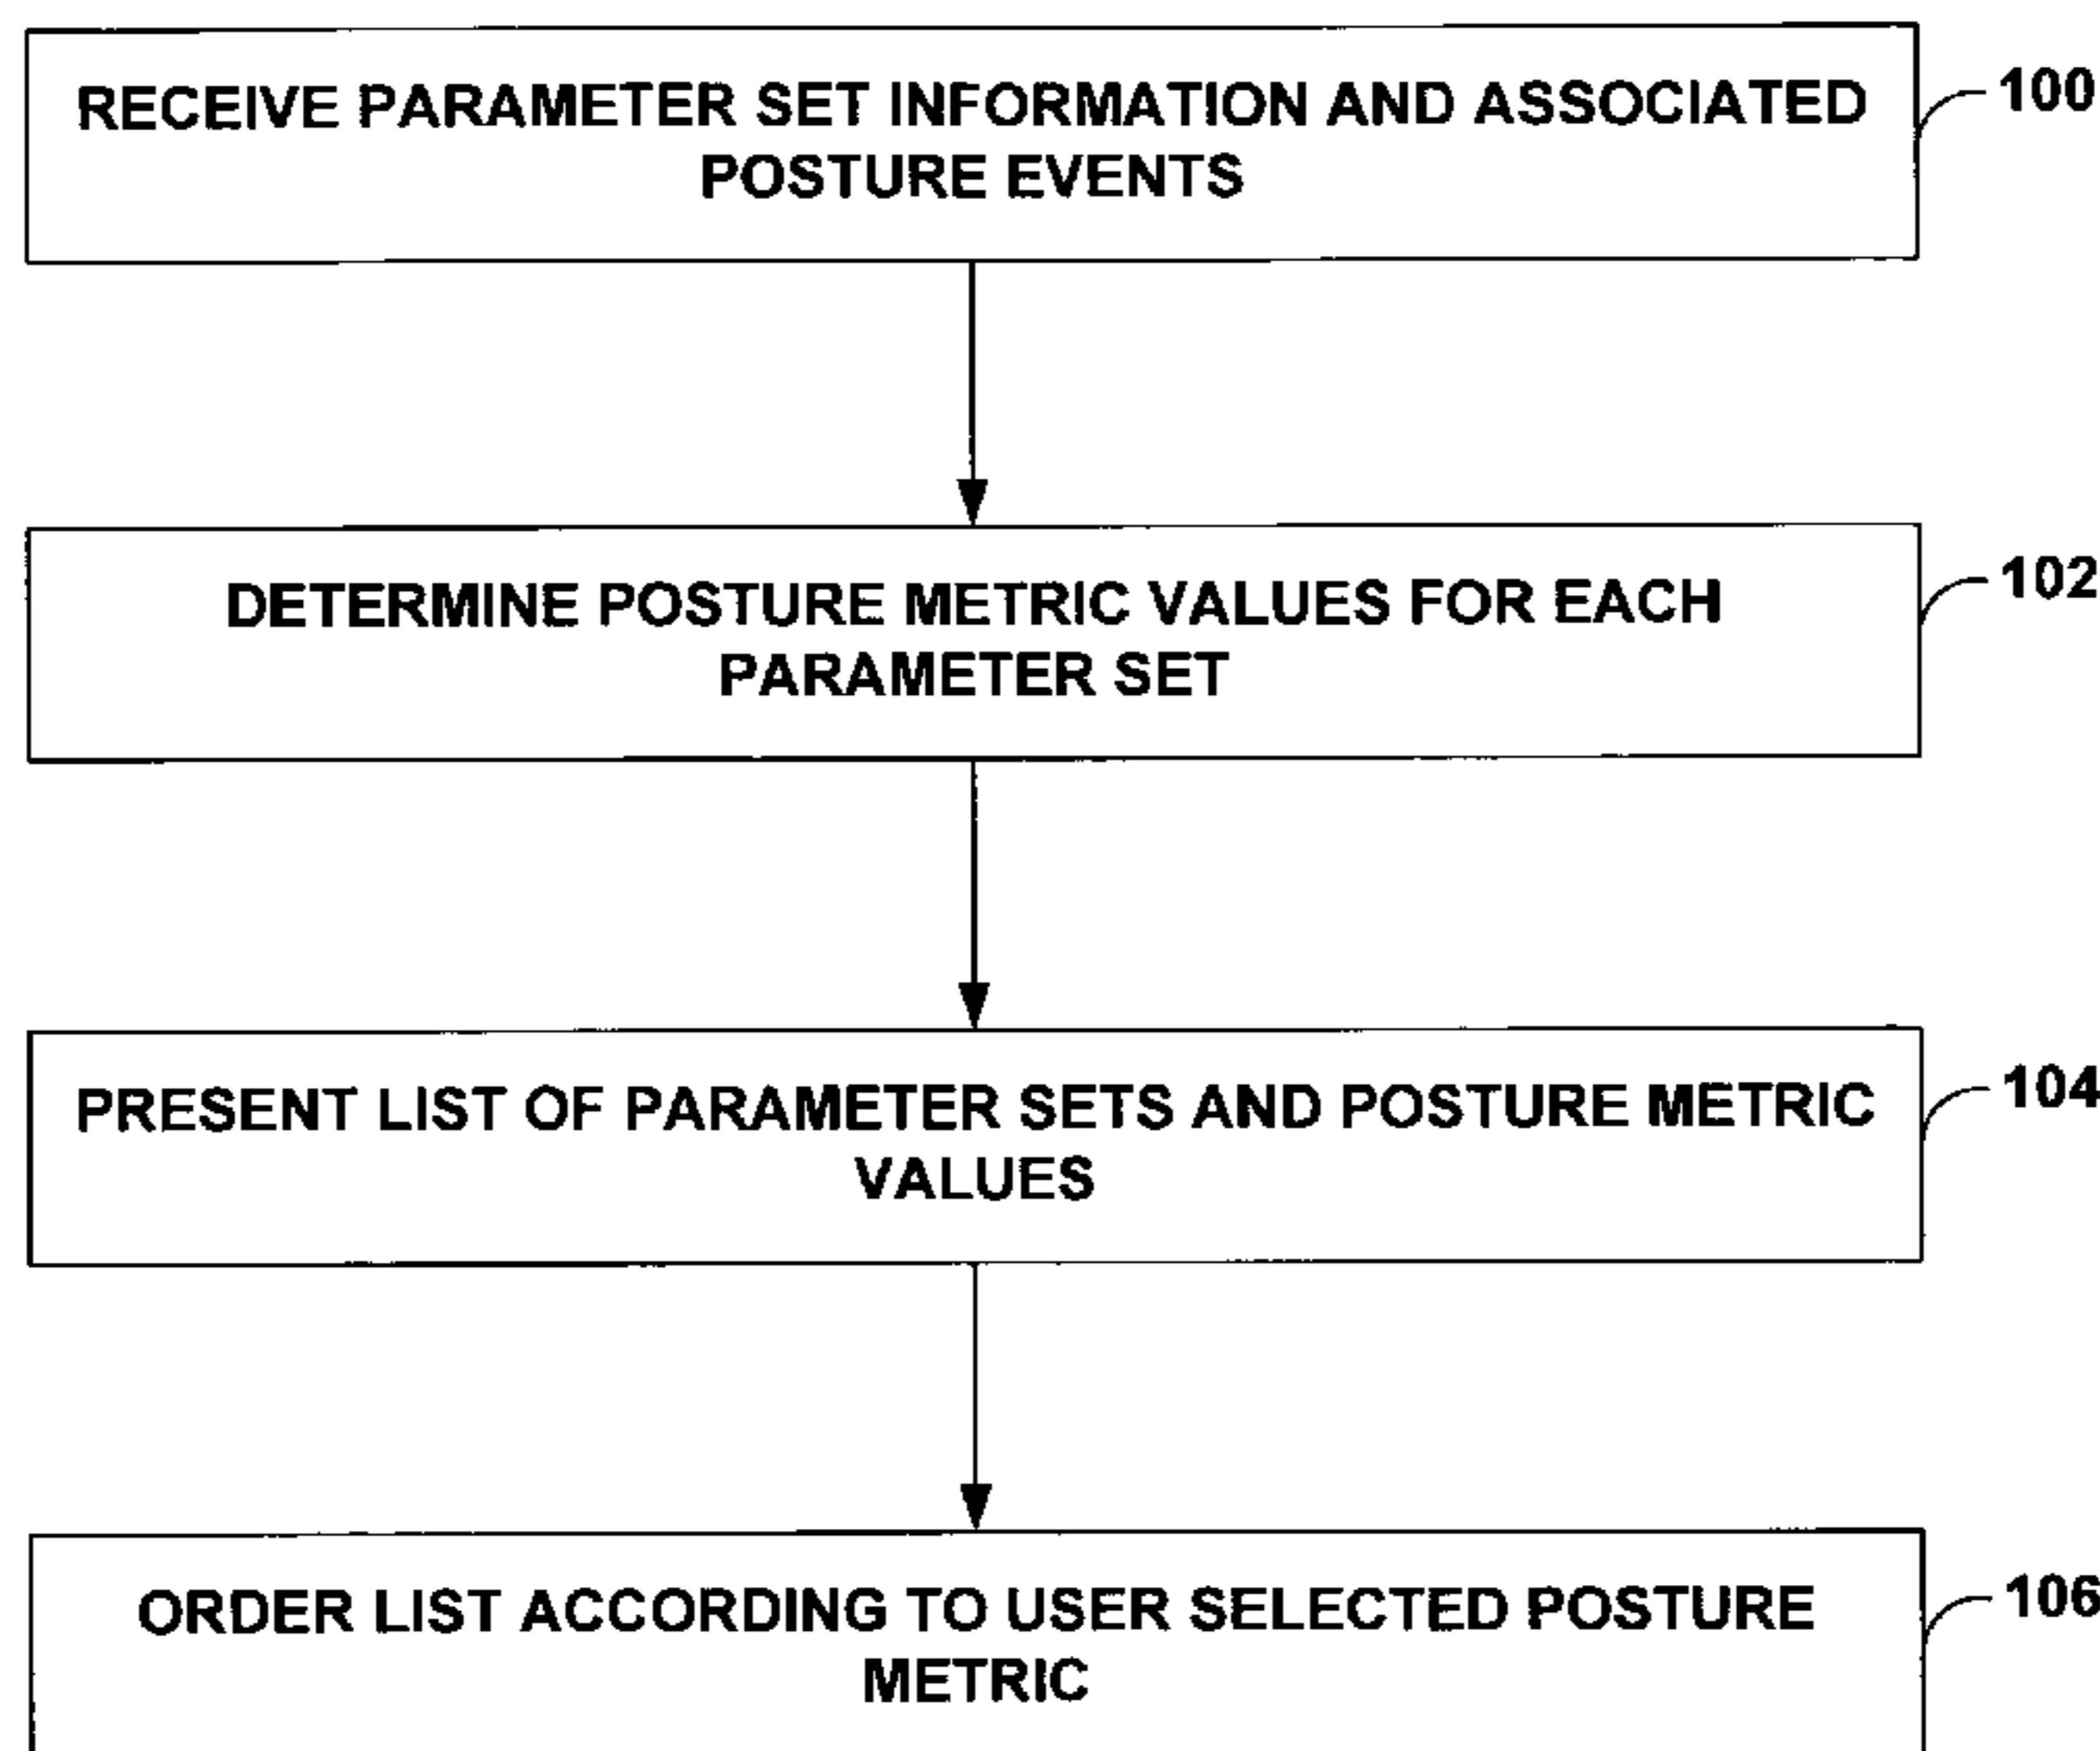 RECEIVE PARAMETER SET INFORMATION AND ASSOCIATED
POSTURE EVENTS
100
DETERMINE POSTURE METRIC VALUES FOR EACH
PARAMETER SET
102
PRESENT LIST OF PARAMETER SETS AND POSTURE METRIC
VALUES
104
ORDER LIST ACCORDING TO USER SELECTED POSTURE
METRIC
106